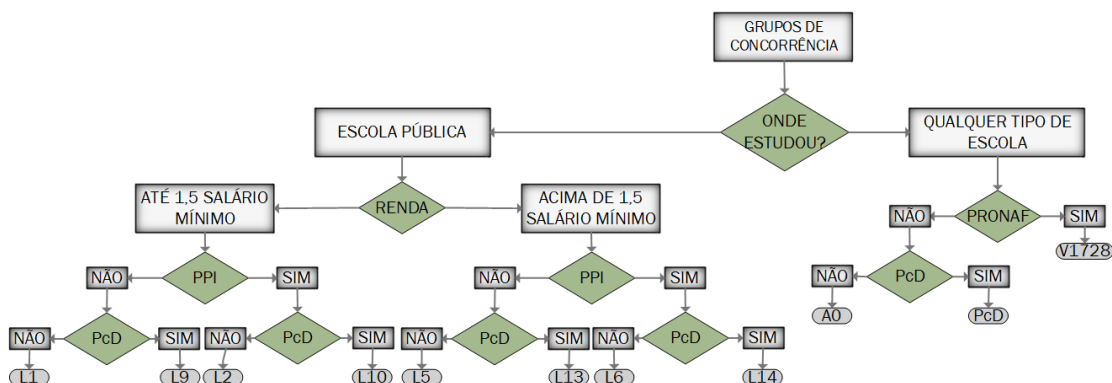 GRUPOS DE
CONCORRÊNCIA
ONDE
ESTUDOU?
ESCOLA PÚBLICA
QUALQUER TIPO DE
ESCOLA
ATÉ 1,5 SALÁRIO
MÍNIMO
RENDA
ACIMA DE 1,5
SALÁRIO MÍNIMO
NÃO
PRONAF
SIM
V1728
NÃO
PPI
SIM
NÃO
PPI
SIM
NÃO
PcD
SIM
A0
PcD
NÃO
PcD
SIM
NÃO
PcD
SIM
NÃO
PcD
SIM
NÃO
PcD
SIM
L1
L9
L2
L10
L5
L13
L6
L14